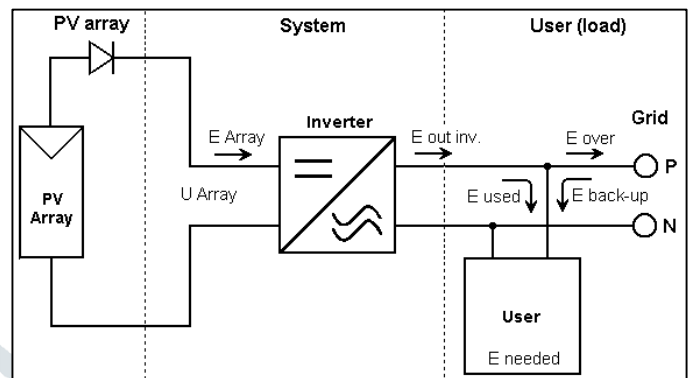 PV array
System
User (load)
Inverter
Grid
E Array
E out inv.
E over
P
PV
Array
U Array
E used
E back-up
N
User
E needed